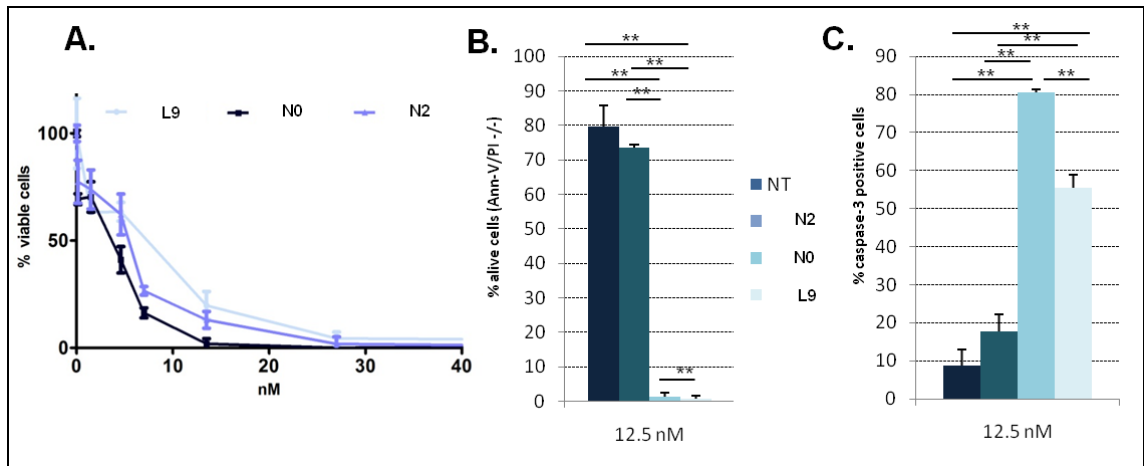 A.
L9 N0 N2
100
50
0
% viable cells
0 10 20 30 40
nM
B.
**
**
**
**
**
**
100
90
80
70
60
50
40
30
20
10
0
% alive cells (Ann-V/PI -/-)
12.5 nM
NT
N2
N0
L9
C.
**
**
**
**
**
90
80
70
60
50
40
30
20
10
0
% caspase-3 positive cells
12.5 nM